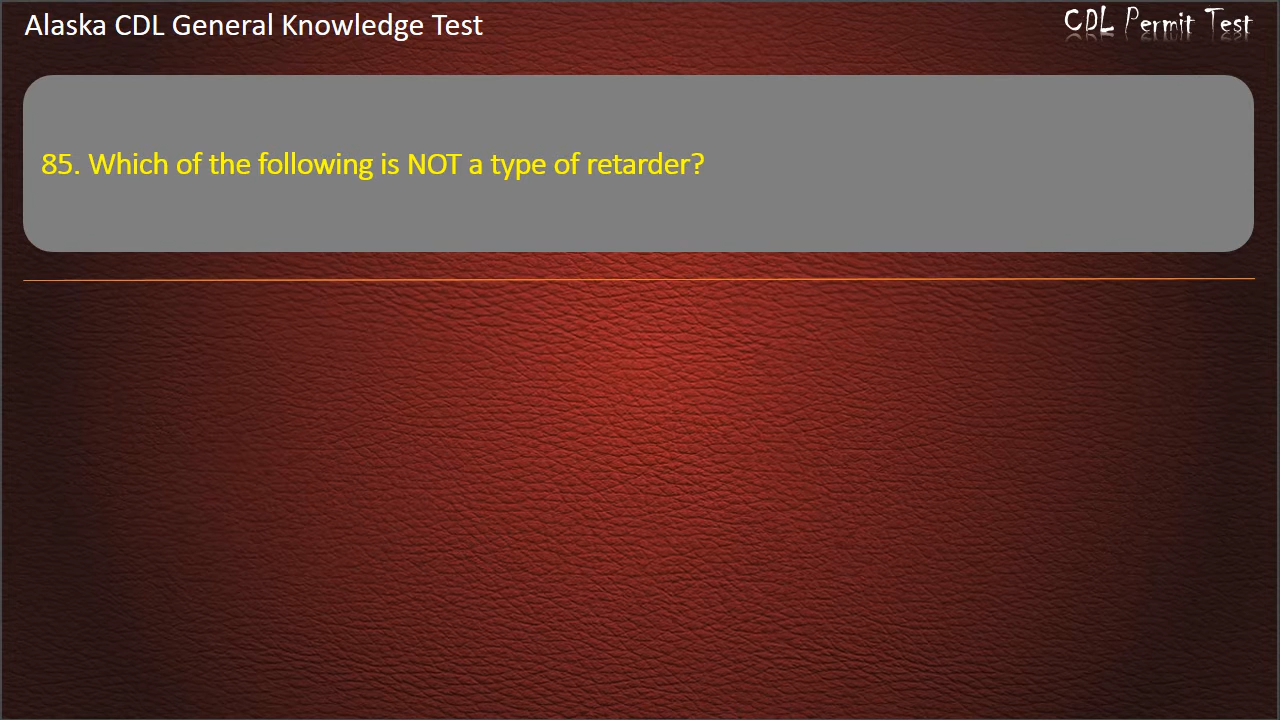 Alaska CDL General Knowledge Test
CDL Permit Test
85. Which of the following is NOT a type of retarder?